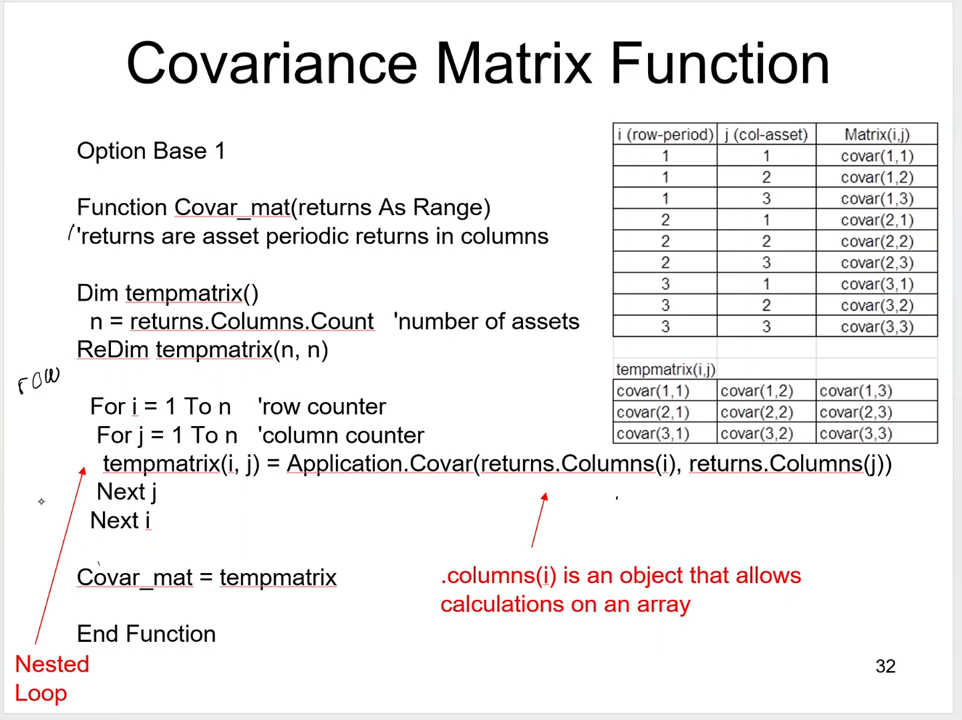 Covariance Matrix Function
Option Base 1
Function Covar_mat(returns As Range)
'returns are asset periodic returns in columns
Dim tempmatrix()
n = returns.Columns.Count 'number of assets
ReDim tempmatrix(n, n)
row
For i = 1 To n 'row counter
For j = 1 To n 'column counter
tempmatrix(i, j) = Application.Covar(returns.Columns(i), returns.Columns(j))
Next j
Next i
Covar_mat = tempmatrix
End Function
Nested
Loop
i (row-period) j (col-asset) Matrix(i,j)
1 1 covar(1,1)
1 2 covar(1,2)
1 3 covar(1,3)
2 1 covar(2,1)
2 2 covar(2,2)
2 3 covar(2,3)
3 1 covar(3,1)
3 2 covar(3,2)
3 3 covar(3,3)
tempmatrix(i,j)
covar(1,1) covar(1,2) covar(1,3)
covar(2,1) covar(2,2) covar(2,3)
covar(3,1) covar(3,2) covar(3,3)
.columns(i) is an object that allows
calculations on an array
32